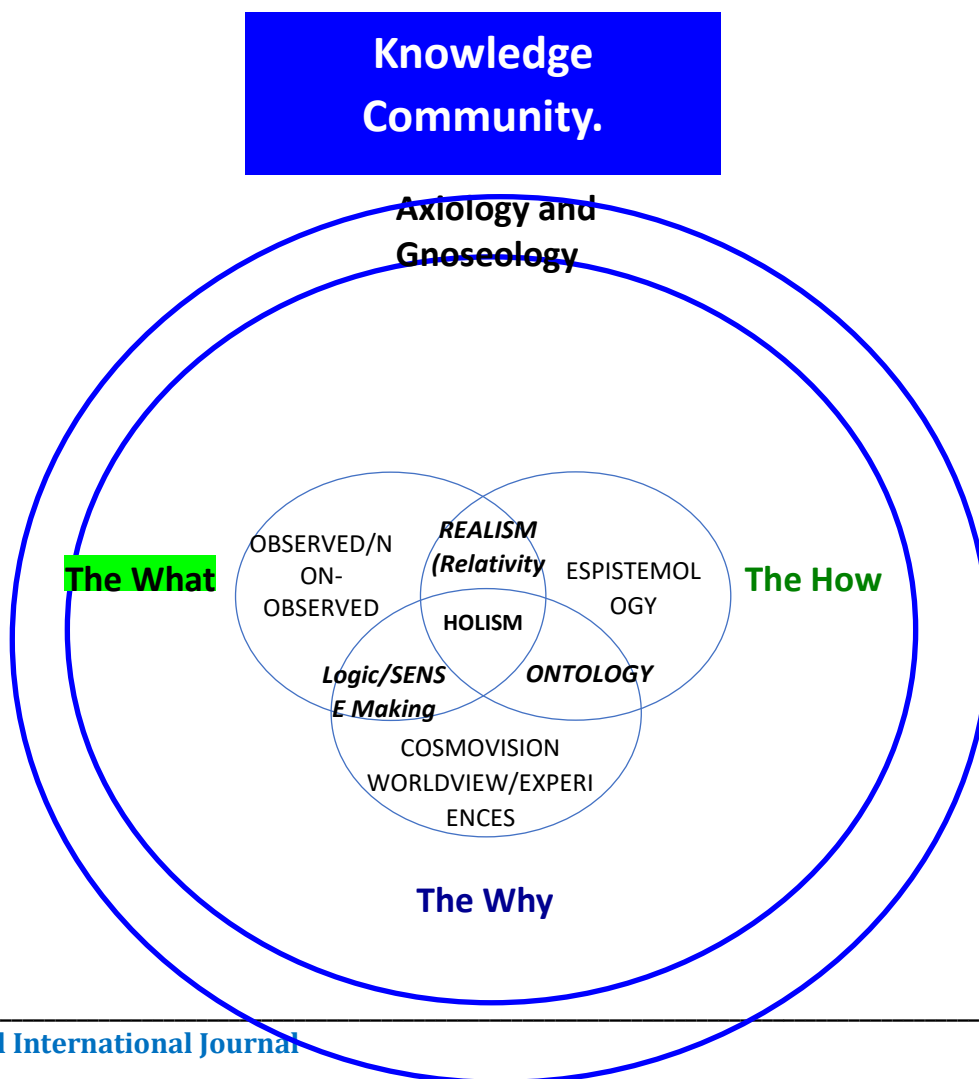 Knowledge
Community.
Axiology and
Gnoseology
REALISM
(Relativity
OBSERVED/N
ON-
OBSERVED
The What
ESPISTEMOL
OGY
The How
HOLISM
Logic/SENS
E Making
ONTOLOGY
COSMOVISION
WORLDVIEW/EXPERI
ENCES
The Why
International Journal